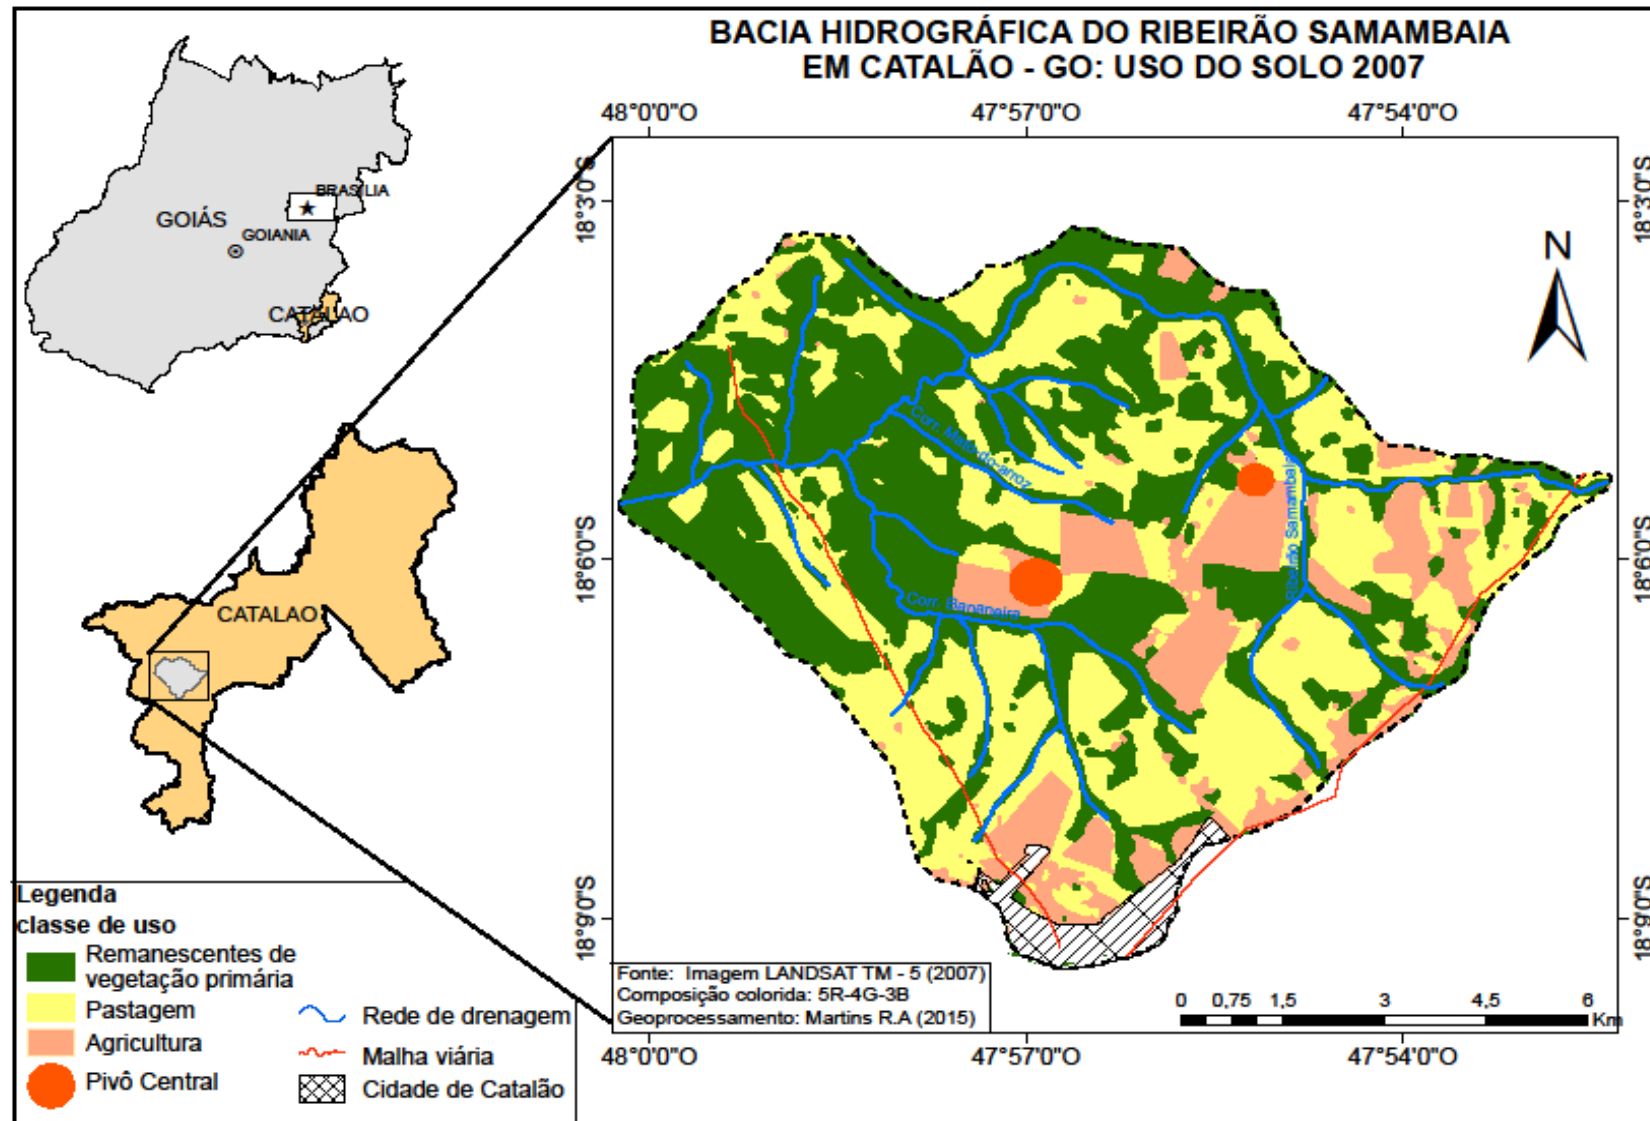 BACIA HIDROGRÁFICA DO RIBEIRÃO SAMAMBAIA
EM CATALÃO - GO: USO DO SOLO 2007
48°0'0"O
47°57'0"O
47°54'0"O
18°3'0"S
18°3'0"S
BRASÍLIA
GOIÁS
GOIANIA
CATALAO
N
Corr. Mato-do-arroz
Ribeirão Samambaia
18°6'0"S
18°6'0"S
Corr. Bananeira
CATALAO
18°9'0"S
18°9'0"S
Legenda
classe de uso
Remanescentes de
vegetação primária
Pastagem
Agricultura
Pivô Central
Rede de drenagem
Malha viária
Cidade de Catalão
Fonte: Imagem LANDSAT TM - 5 (2007)
Composição colorida: 5R-4G-3B
Geoprocessamento: Martins R.A (2015)
0 0,75 1,5 3 4,5 6
Km
48°0'0"O
47°57'0"O
47°54'0"O